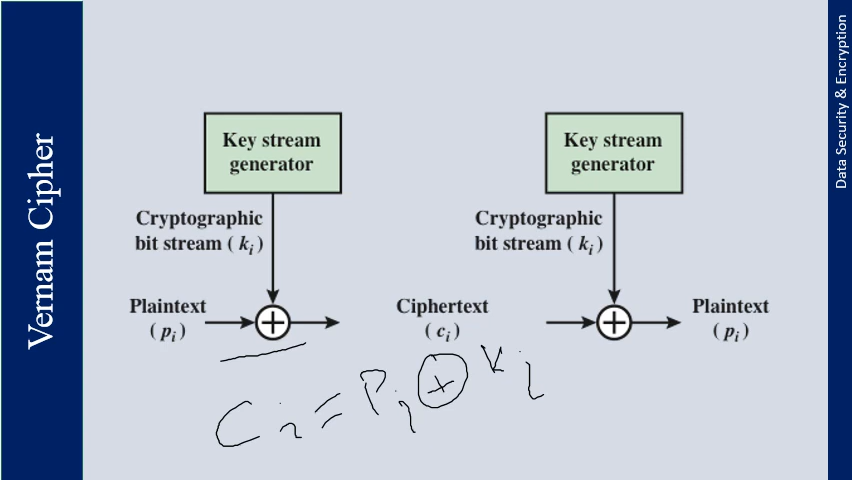 Vernam Cipher
Data Security & Encryption
Key stream
generator
Cryptographic
bit stream ( kᵢ )
Plaintext
( pᵢ )
Ciphertext
( cᵢ )
Key stream
generator
Cryptographic
bit stream ( kᵢ )
Plaintext
( pᵢ )
Cᵢ = Pᵢ ⊕ Kᵢ